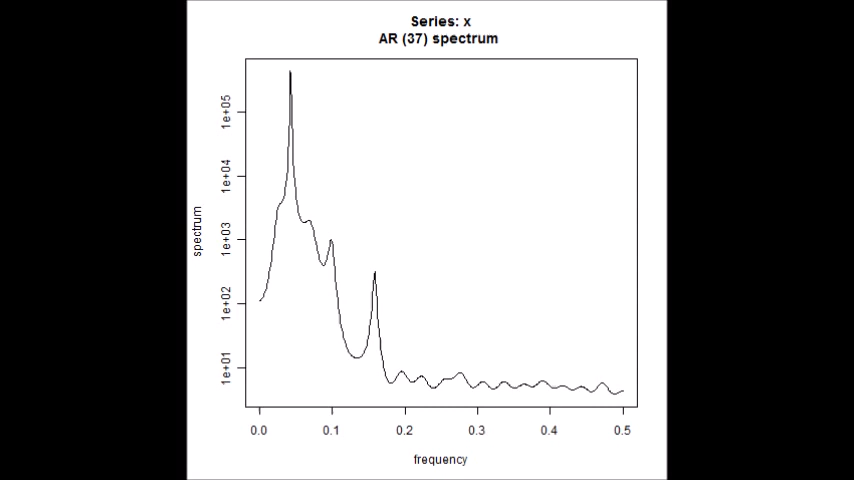 Series: x
AR (37) spectrum
spectrum
1e+05
1e+04
1e+03
1e+02
1e+01
0.0 0.1 0.2 0.3 0.4 0.5
frequency